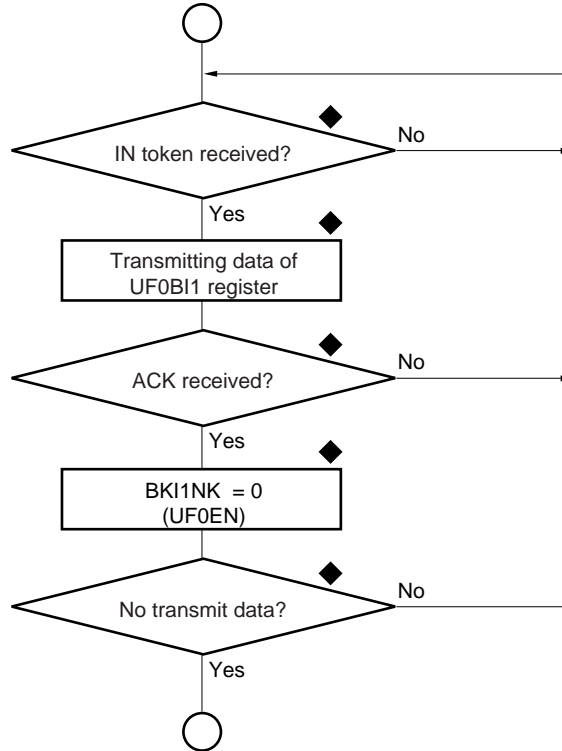 IN token received?
No
Yes
Transmitting data of
UF0BI1 register
ACK received?
No
Yes
BKI1NK = 0
(UF0EN)
No transmit data?
No
Yes